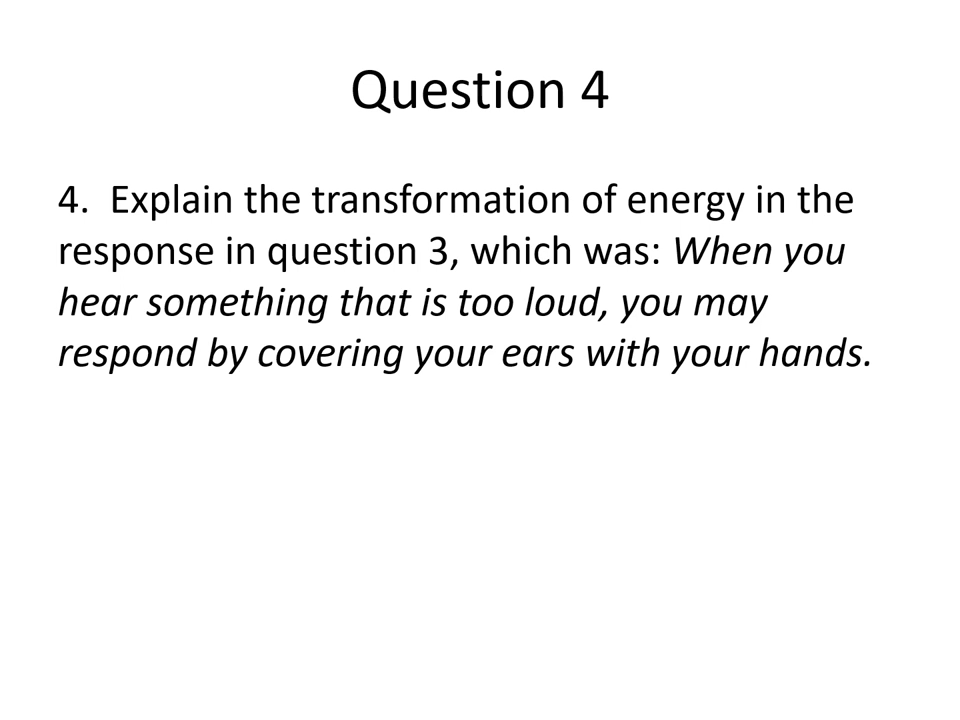 Question 4
4. Explain the transformation of energy in the
response in question 3, which was: When you
hear something that is too loud, you may
respond by covering your ears with your hands.